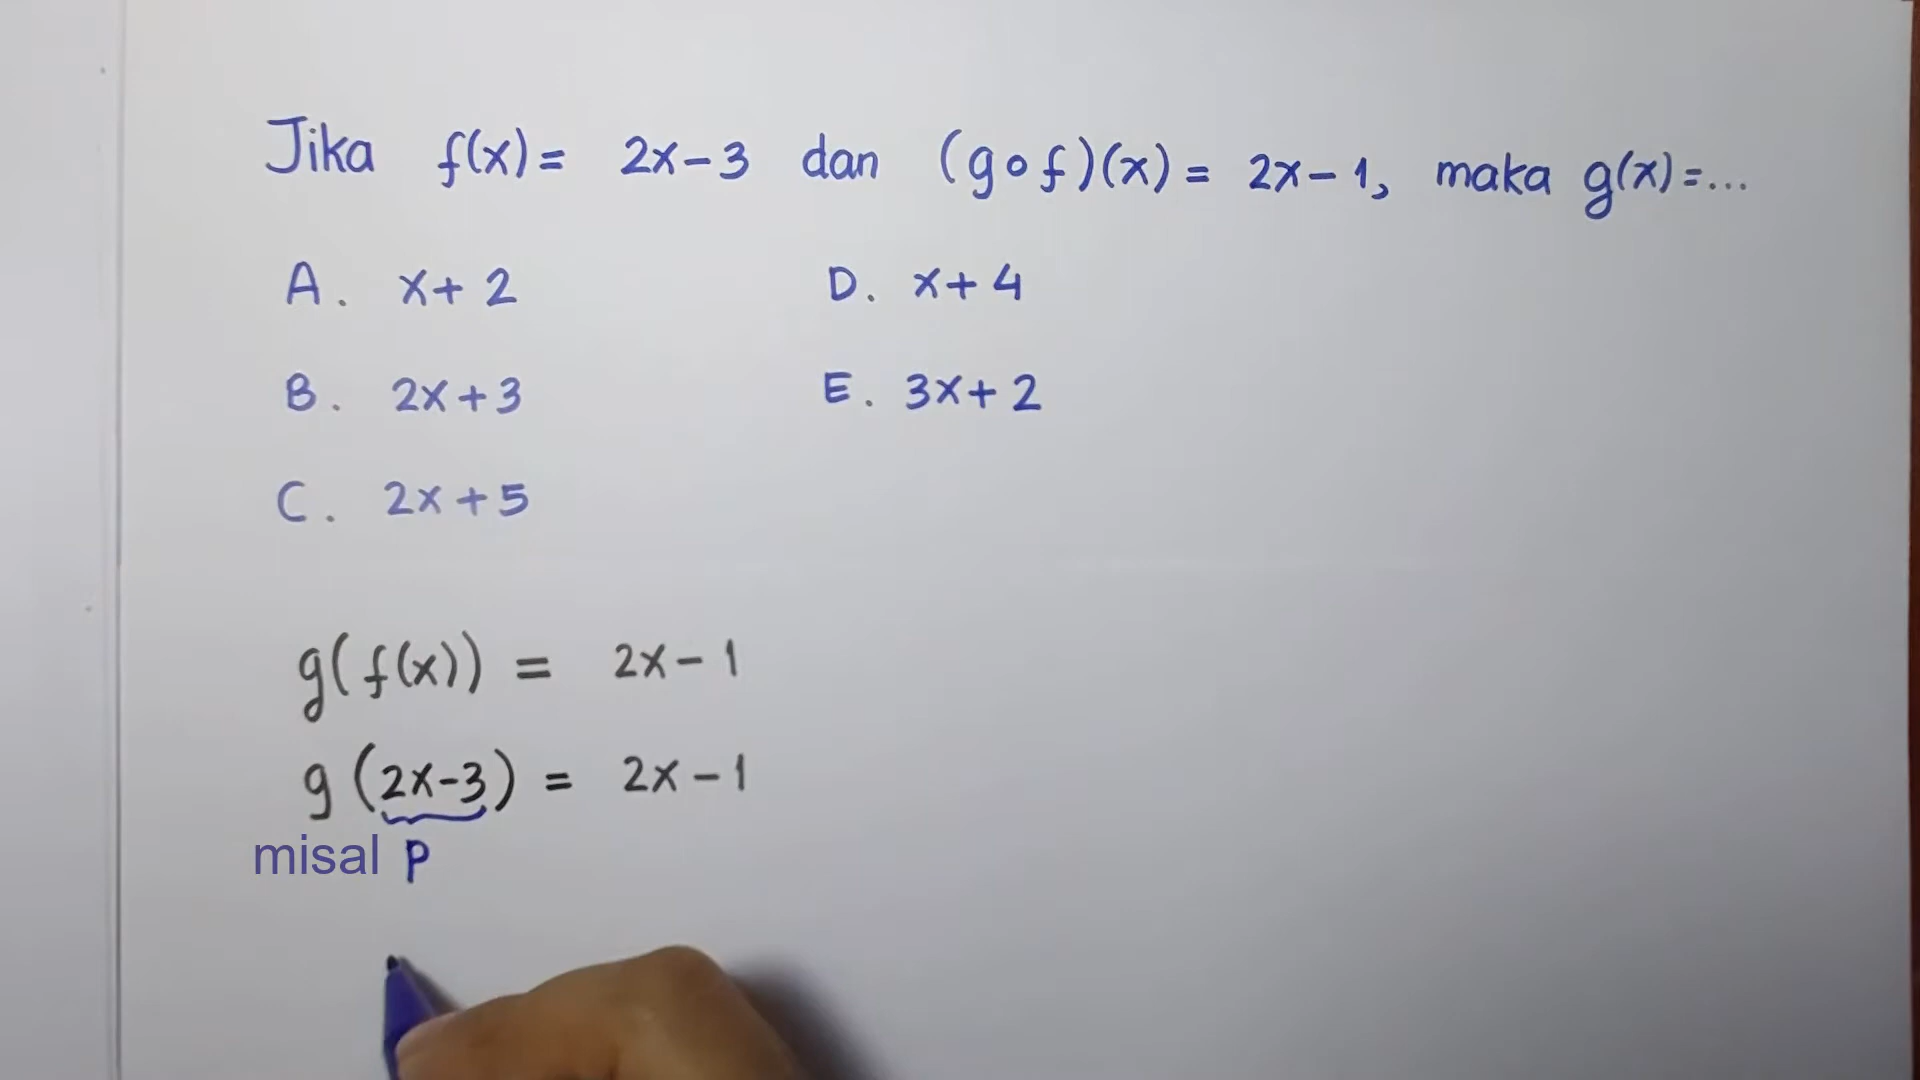 Jika f(x) = 2x - 3 dan (g∘f)(x) = 2x - 1, maka g(x) = ...
A. x + 2
D. x + 4
B. 2x + 3
E. 3x + 2
C. 2x + 5
g(f(x)) = 2x - 1
g(2x-3) = 2x - 1
misal p